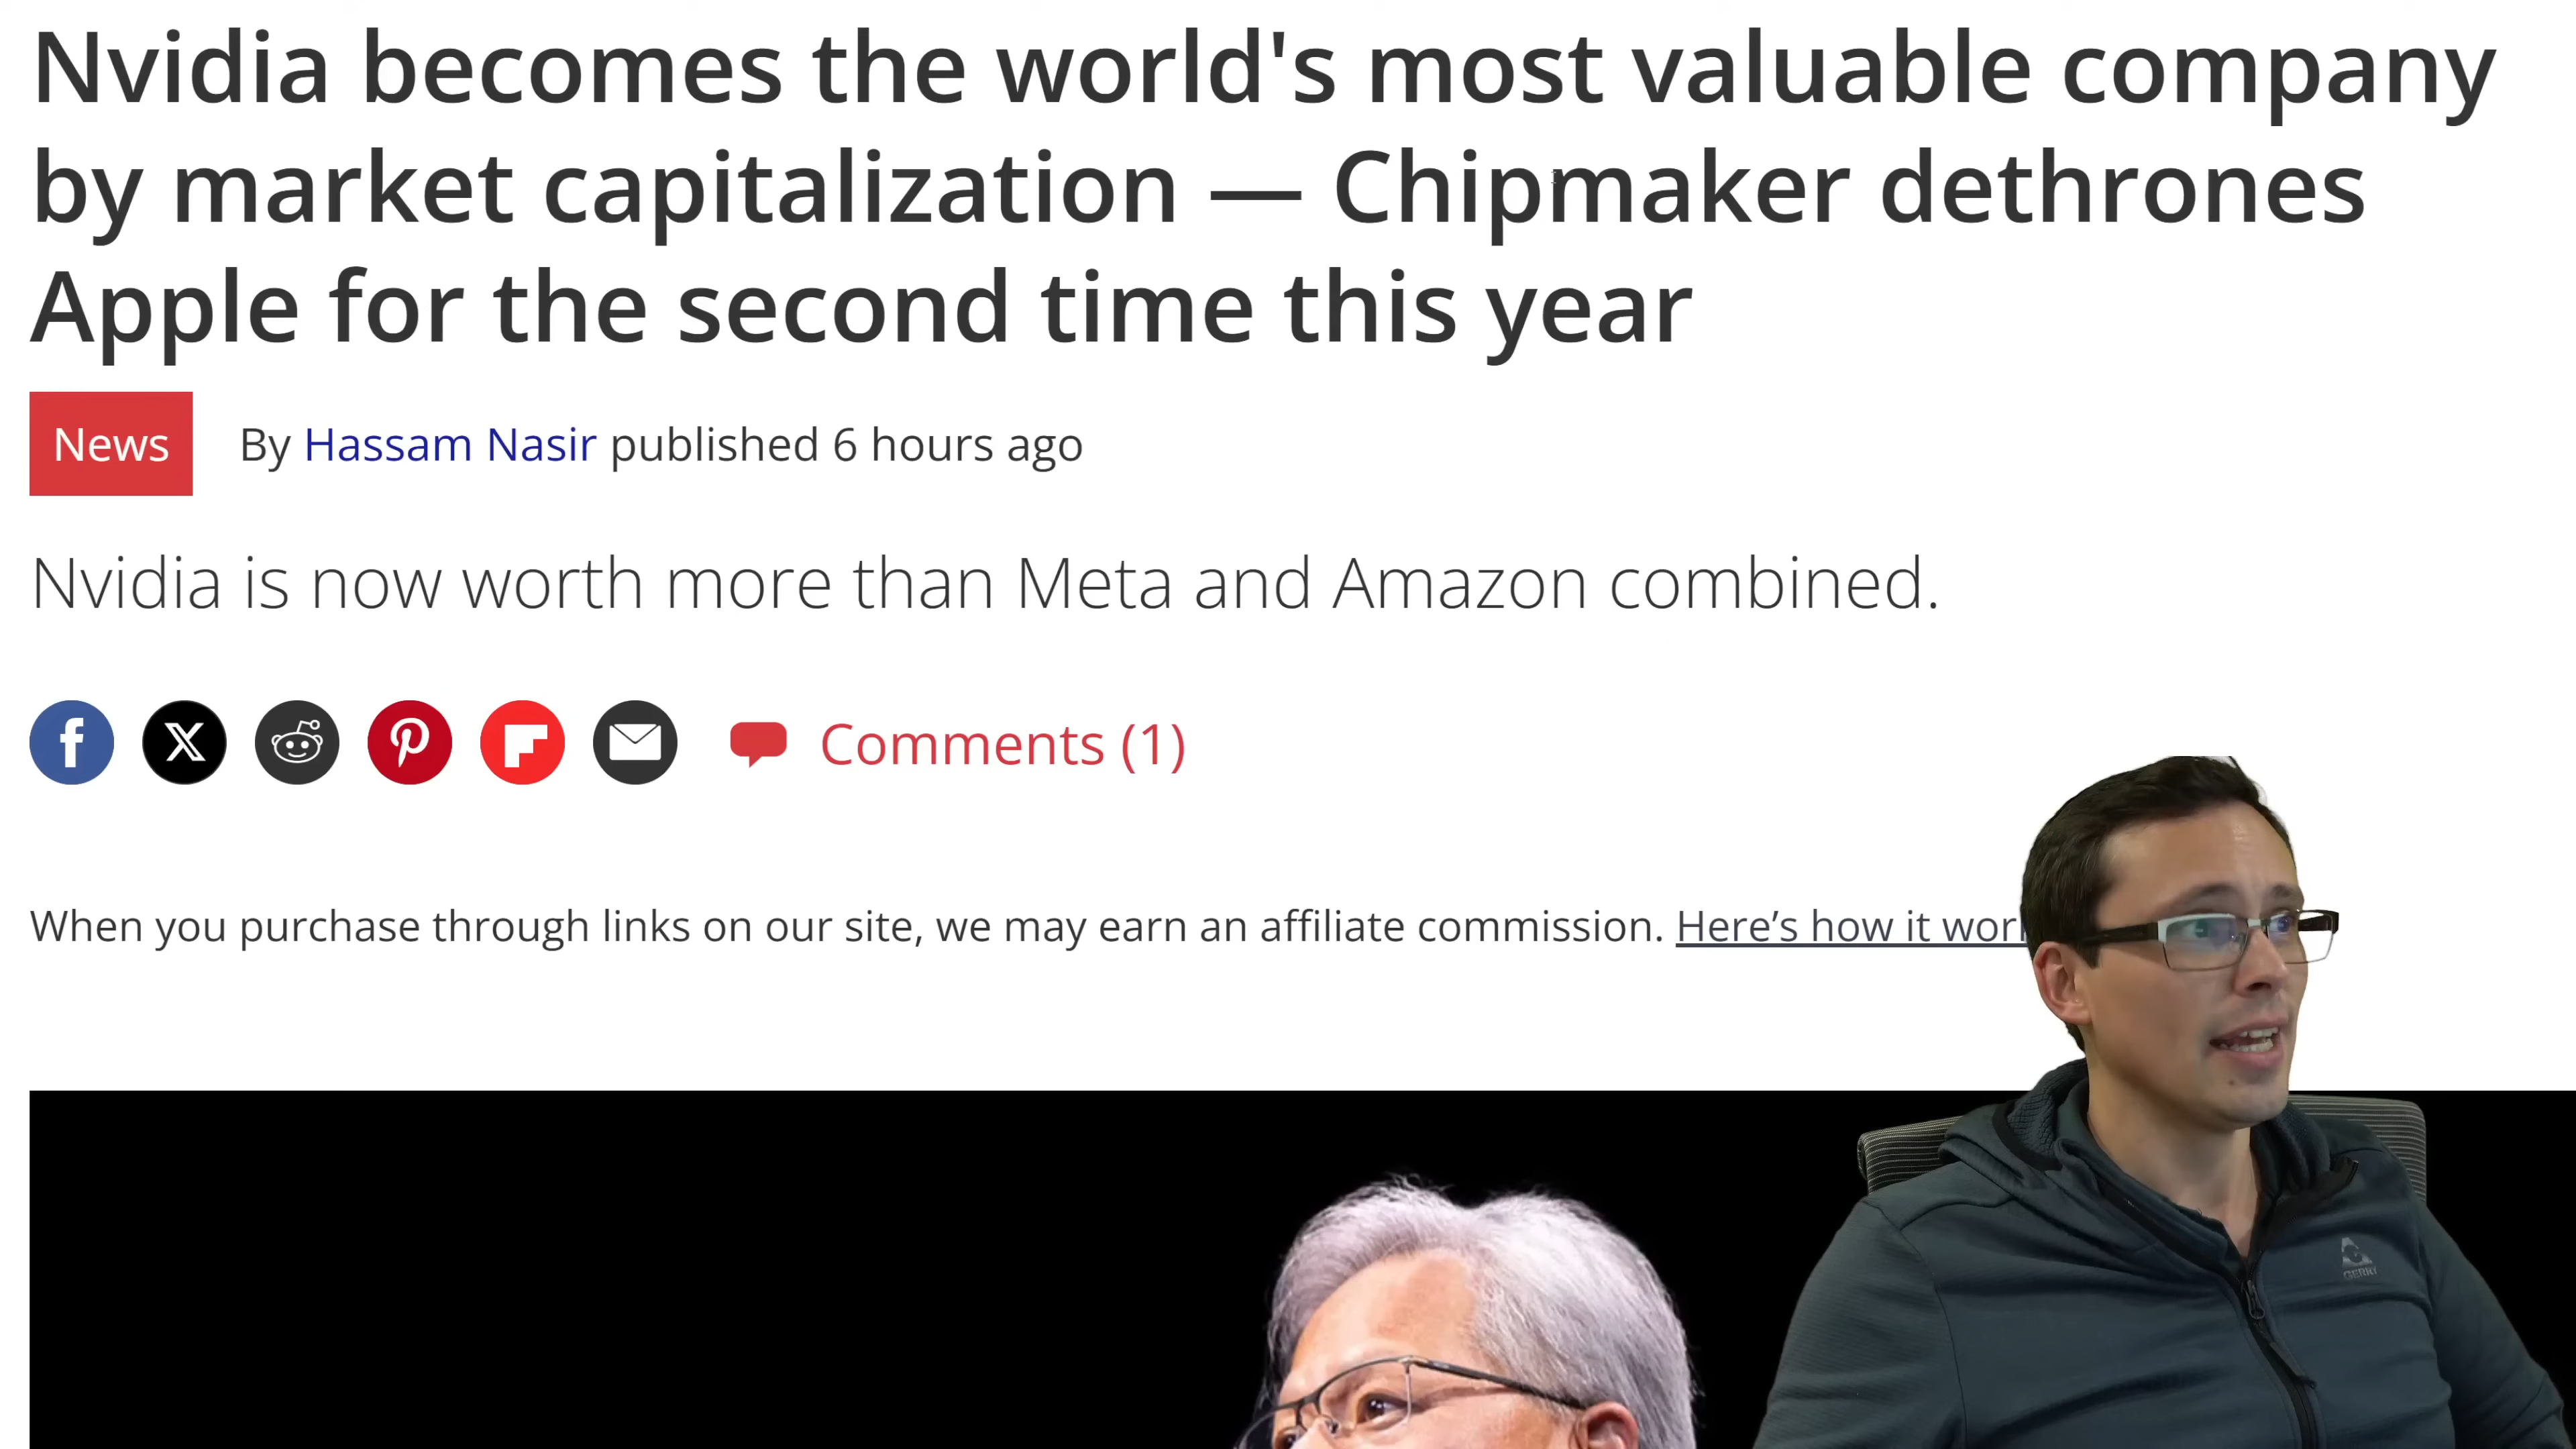 Nvidia becomes the world's most valuable company
by market capitalization — Chipmaker dethrones
Apple for the second time this year
News By Hassam Nasir published 6 hours ago
Nvidia is now worth more than Meta and Amazon combined.
Comments (1)
When you purchase through links on our site, we may earn an affiliate commission. Here’s how it